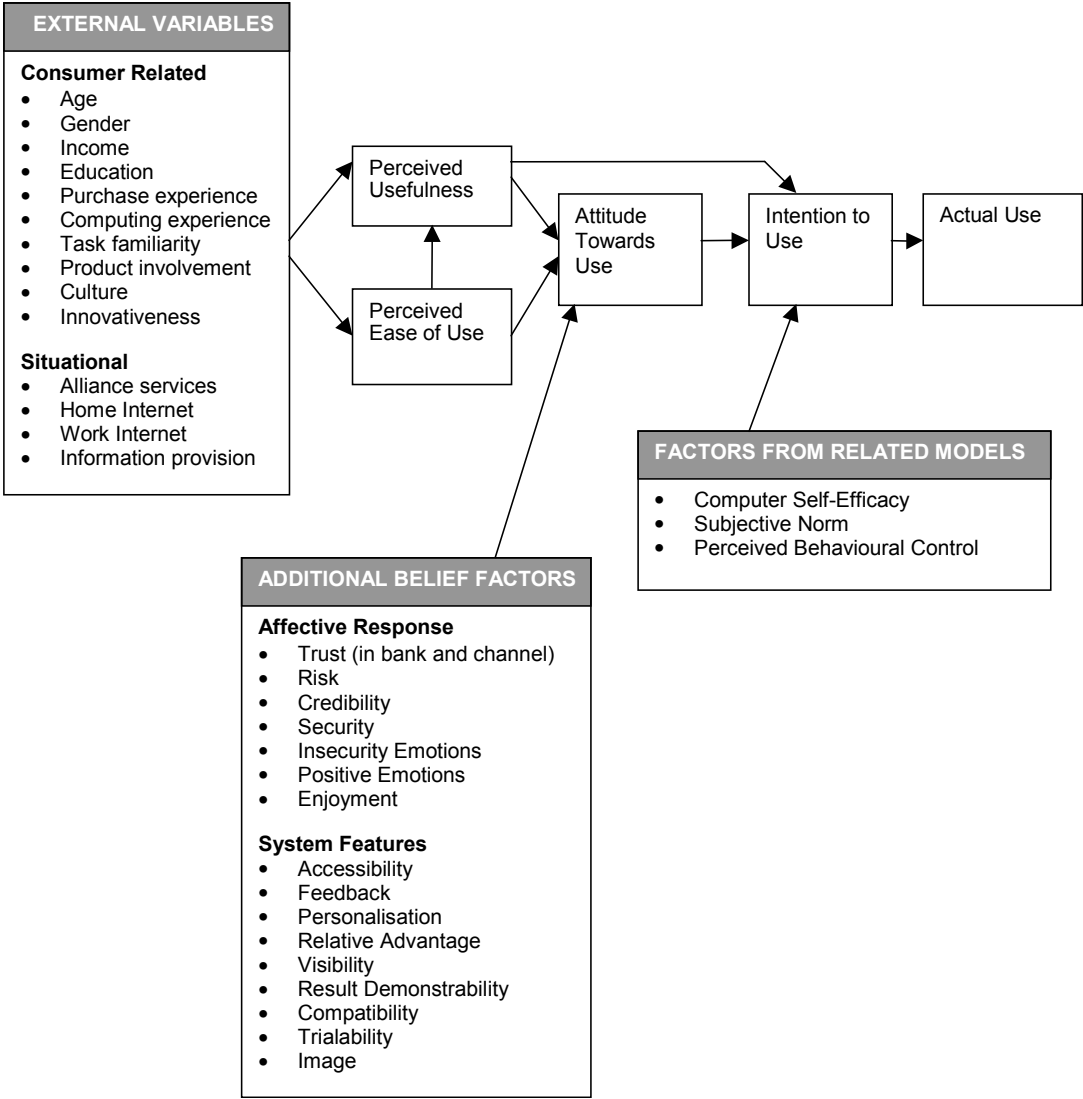 EXTERNAL VARIABLES
Consumer Related
• Age
• Gender
• Income
• Education
• Purchase experience
• Computing experience
• Task familiarity
• Product involvement
• Culture
• Innovativeness
Situational
• Alliance services
• Home Internet
• Work Internet
• Information provision
Perceived
Usefulness
Perceived
Ease of Use
Attitude
Towards
Use
Intention to
Use
Actual Use
FACTORS FROM RELATED MODELS
• Computer Self-Efficacy
• Subjective Norm
• Perceived Behavioural Control
ADDITIONAL BELIEF FACTORS
Affective Response
• Trust (in bank and channel)
• Risk
• Credibility
• Security
• Insecurity Emotions
• Positive Emotions
• Enjoyment
System Features
• Accessibility
• Feedback
• Personalisation
• Relative Advantage
• Visibility
• Result Demonstrability
• Compatibility
• Trialability
• Image